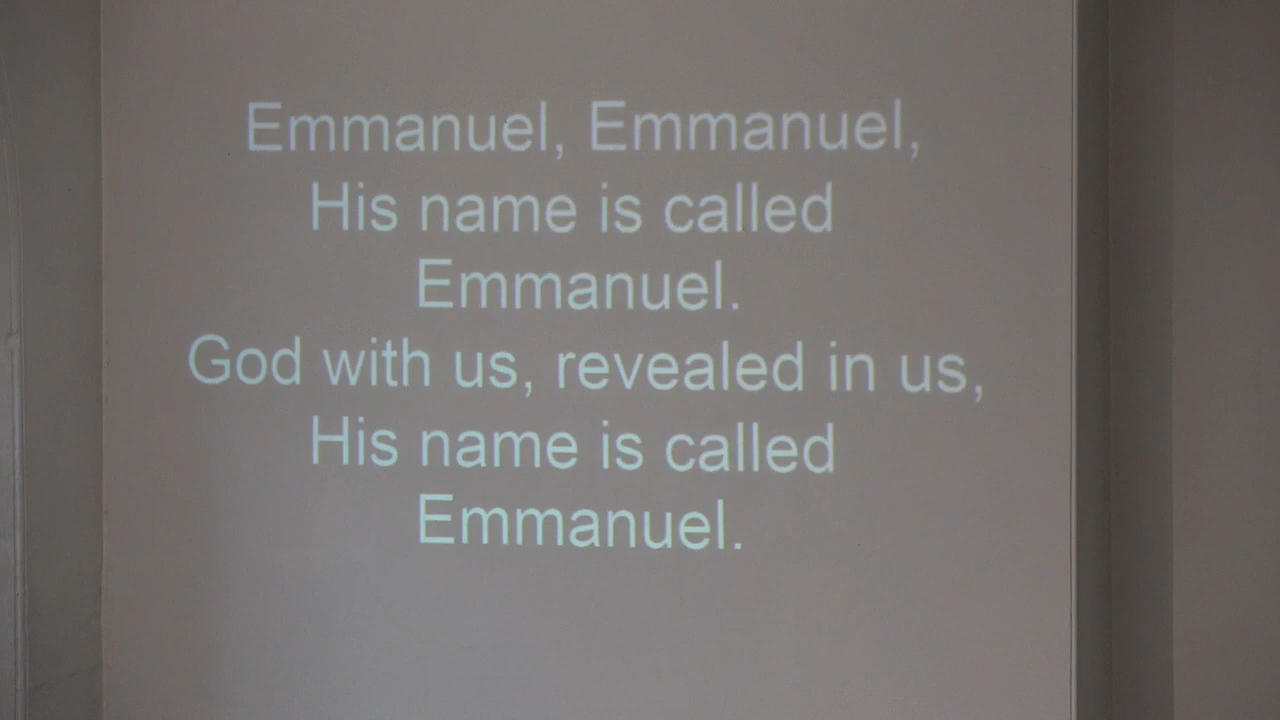 Emmanuel, Emmanuel,
His name is called
Emmanuel.
God with us, revealed in us,
His name is called
Emmanuel.